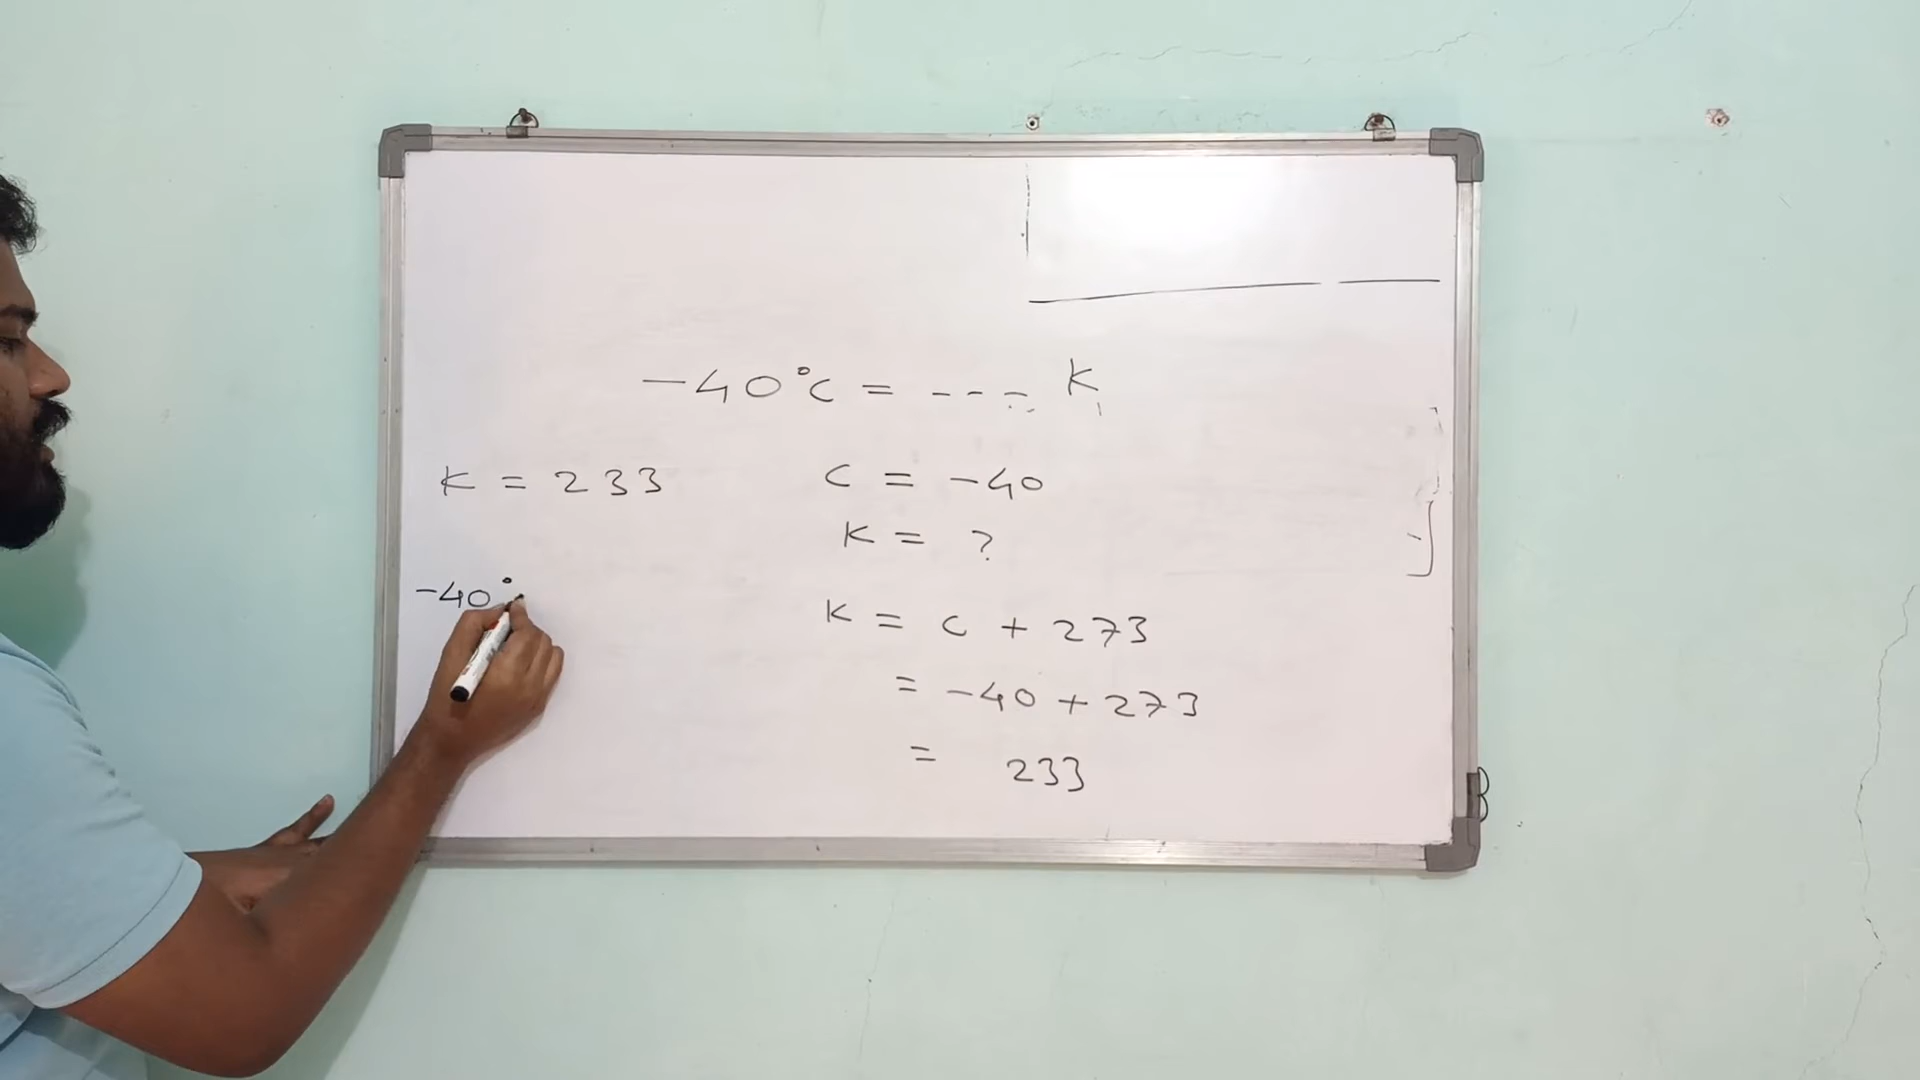 -40°C = ---- K
K = 233
-40°
C = -40
K = ?
K = C + 273
= -40 + 273
= 233